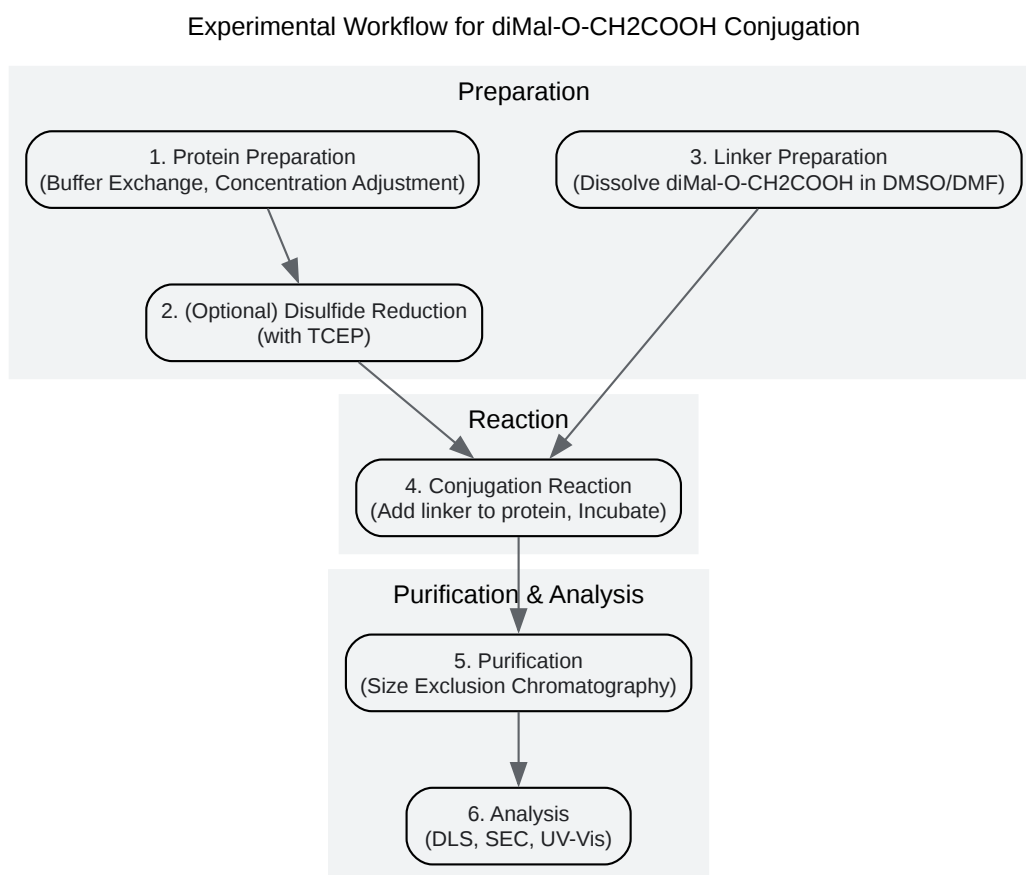 Experimental Workflow for diMal-O-CH2COOH Conjugation
Preparation
1. Protein Preparation
(Buffer Exchange, Concentration Adjustment)
3. Linker Preparation
(Dissolve diMal-O-CH2COOH in DMSO/DMF)
2. (Optional) Disulfide Reduction
(with TCEP)
Reaction
4. Conjugation Reaction
(Add linker to protein, Incubate)
Purification & Analysis
5. Purification
(Size Exclusion Chromatography)
6. Analysis
(DLS, SEC, UV-Vis)